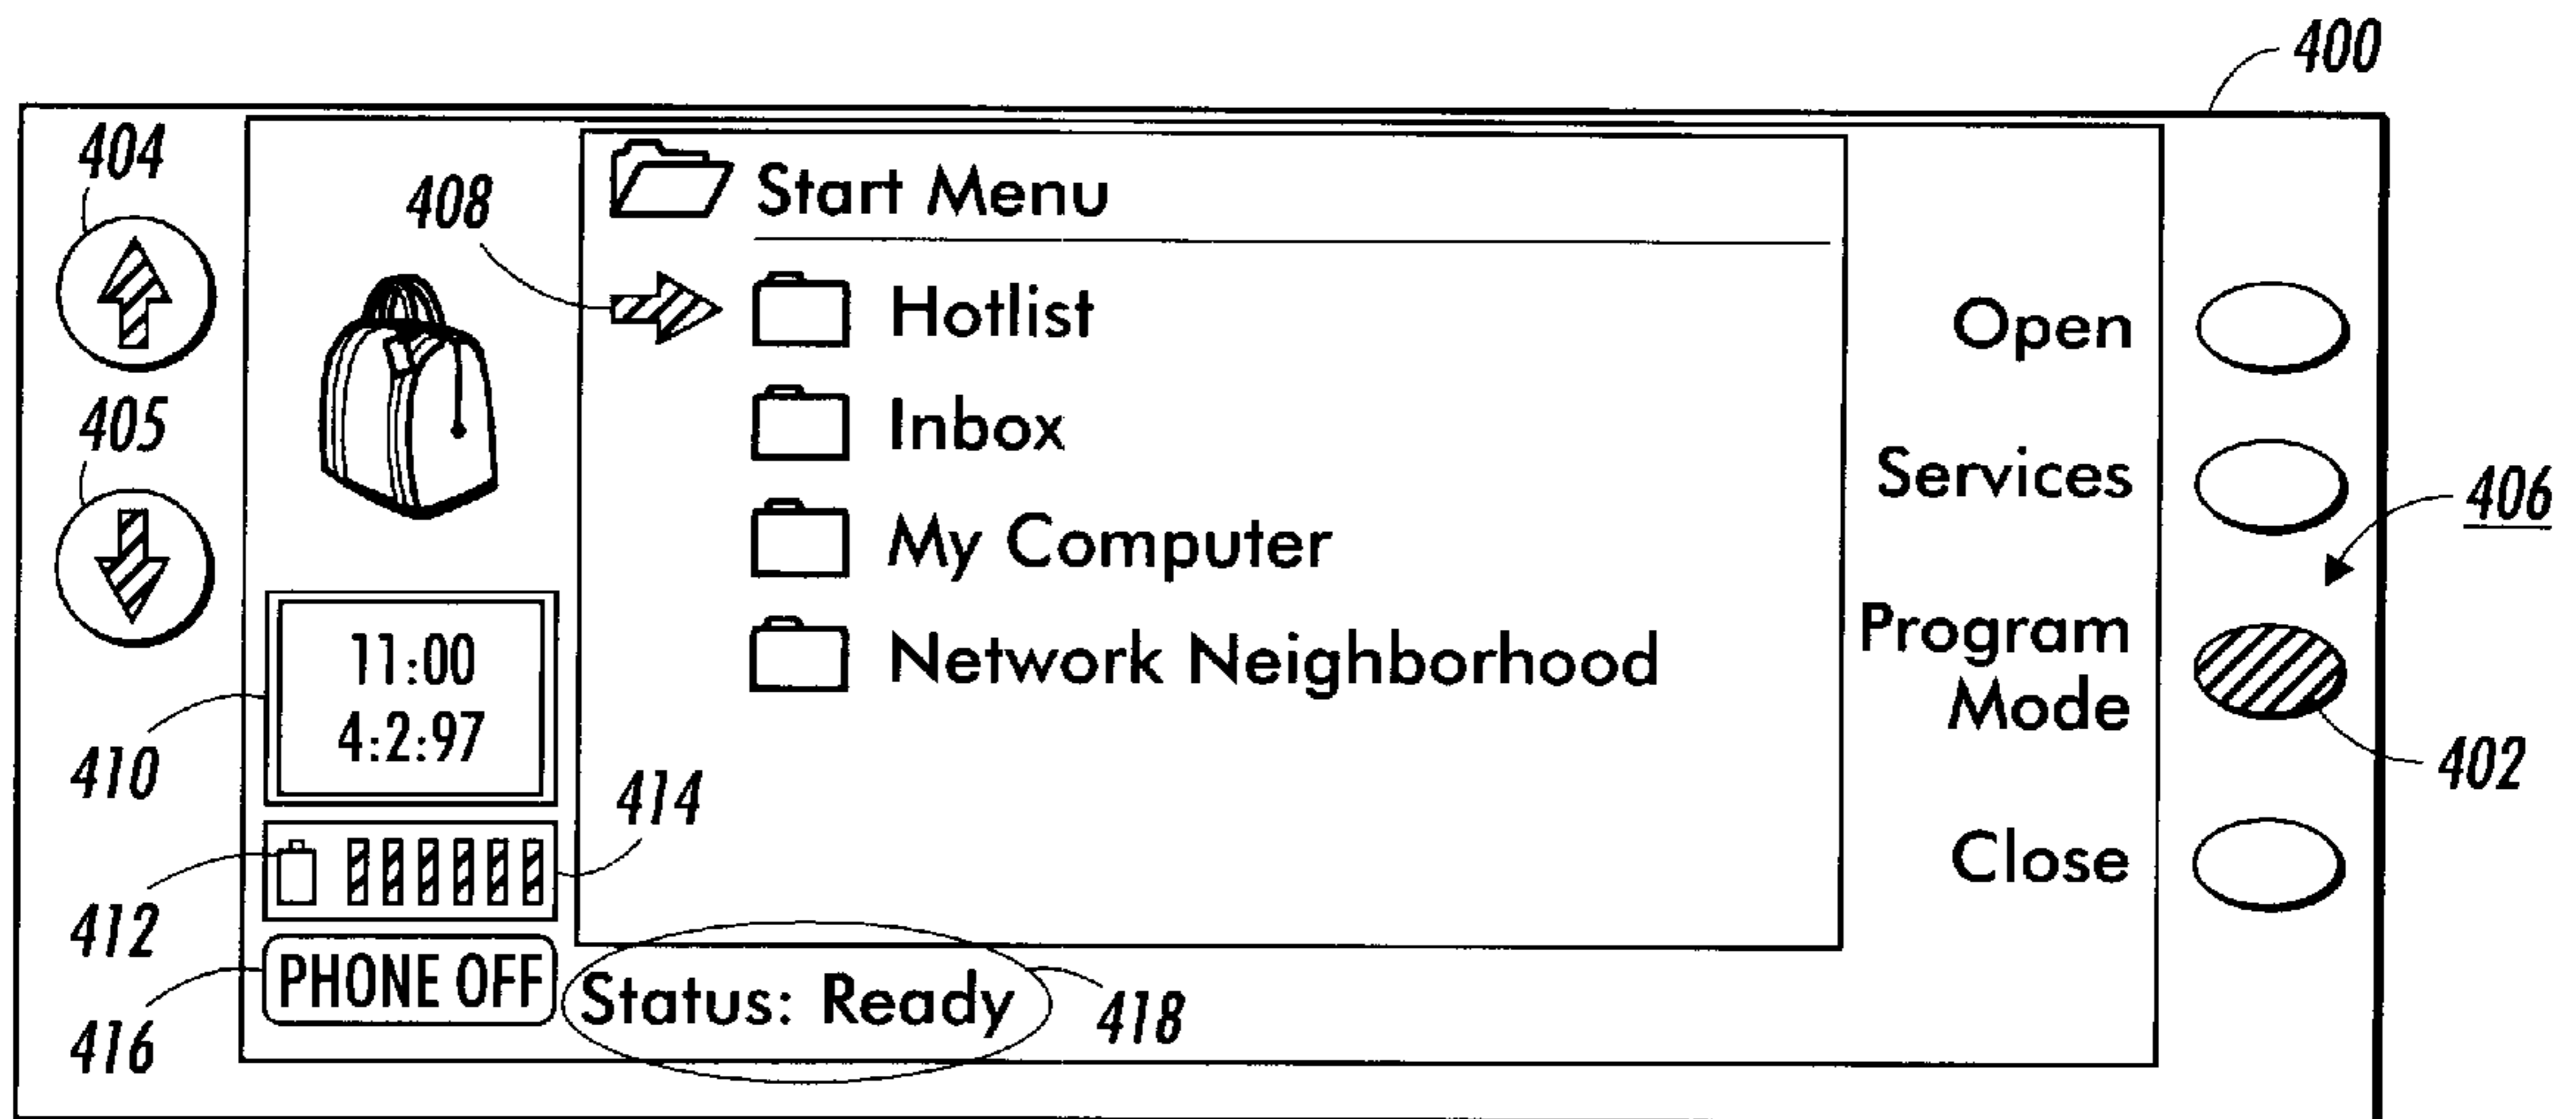 400
404
408
Start Menu
Hotlist
Open
405
Inbox
Services
406
My Computer
11:00
4:2:97
Network Neighborhood
Program
Mode
402
410
414
Close
412
PHONE OFF
Status: Ready
418
416